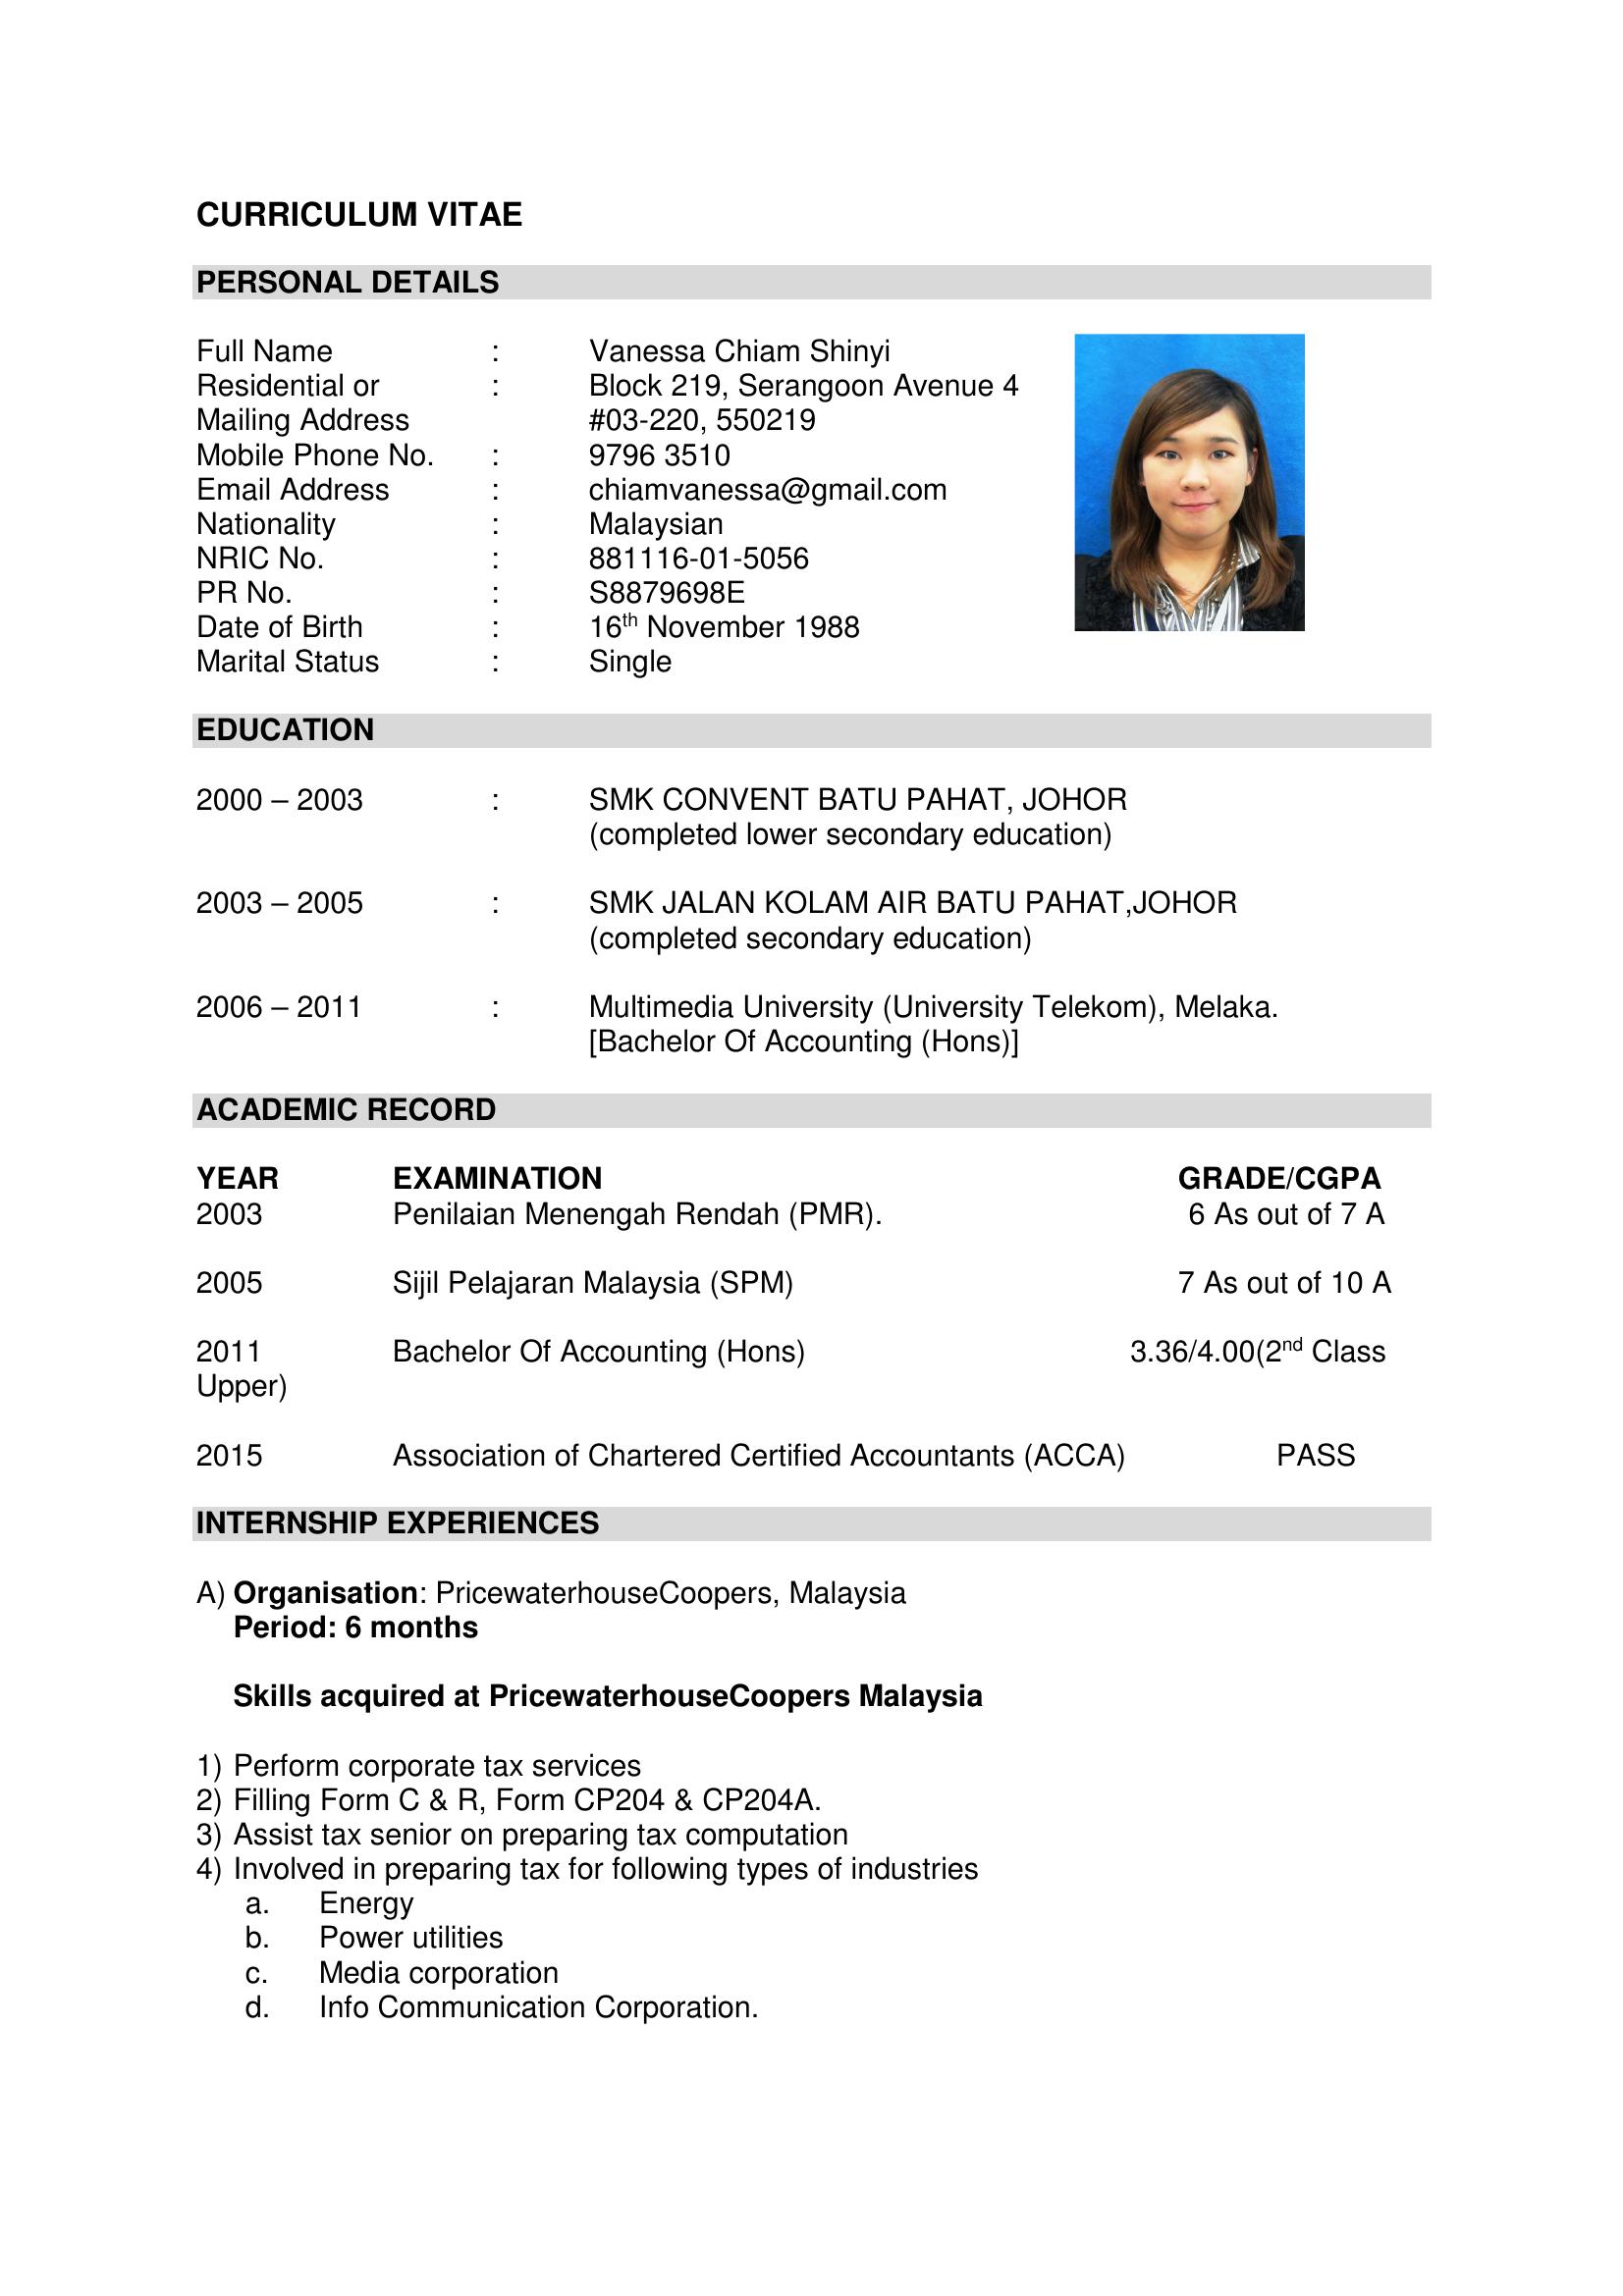 CURRICULUM VITAE
PERSONAL DETAILS
Full Name : Vanessa Chiam Shinyi
Residential or : Block 219, Serangoon Avenue 4
Mailing Address #03-220, 550219
Mobile Phone No. : 9796 3510
Email Address : chiamvanessa@gmail.com
Nationality : Malaysian
NRIC No. : 881116-01-5056
PR No. : S8879698E
Date of Birth : 16th November 1988
Marital Status : Single
EDUCATION
2000 – 2003 : SMK CONVENT BATU PAHAT, JOHOR
(completed lower secondary education)
2003 – 2005 : SMK JALAN KOLAM AIR BATU PAHAT,JOHOR
(completed secondary education)
2006 – 2011 : Multimedia University (University Telekom), Melaka.
[Bachelor Of Accounting (Hons)]
ACADEMIC RECORD
YEAR EXAMINATION GRADE/CGPA
2003 Penilaian Menengah Rendah (PMR). 6 As out of 7 A
2005 Sijil Pelajaran Malaysia (SPM) 7 As out of 10 A
2011 Bachelor Of Accounting (Hons) 3.36/4.00(2nd Class
Upper)
2015 Association of Chartered Certified Accountants (ACCA) PASS
INTERNSHIP EXPERIENCES
A) Organisation: PricewaterhouseCoopers, Malaysia
Period: 6 months
Skills acquired at PricewaterhouseCoopers Malaysia
1) Perform corporate tax services
2) Filling Form C & R, Form CP204 & CP204A.
3) Assist tax senior on preparing tax computation
4) Involved in preparing tax for following types of industries
a. Energy
b. Power utilities
c. Media corporation
d. Info Communication Corporation.